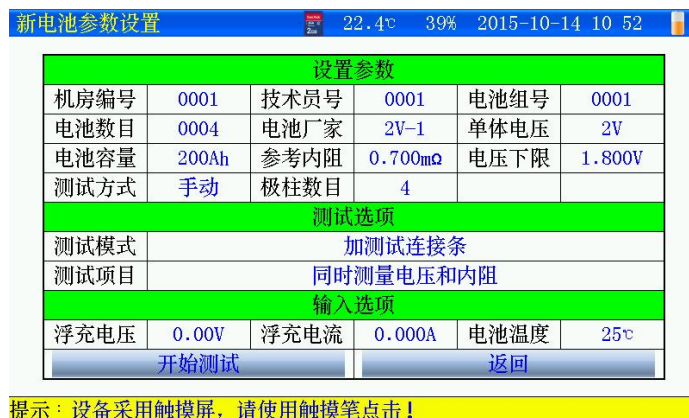 新电池参数设置 22.4℃ 39% 2015-10-14 10 52
设置参数
机房编号 0001 技术员号 0001 电池组号 0001
电池数目 0004 电池厂家 2V-1 单体电压 2V
电池容量 200Ah 参考内阻 0.700mΩ 电压下限 1.800V
测试方式 手动 极柱数目 4
测试选项
测试模式 加测试连接条
测试项目 同时测量电压和内阻
输入选项
浮充电压 0.00V 浮充电流 0.000A 电池温度 25℃
开始测试 返回
提示：设备采用触摸屏，请使用触摸笔点击！